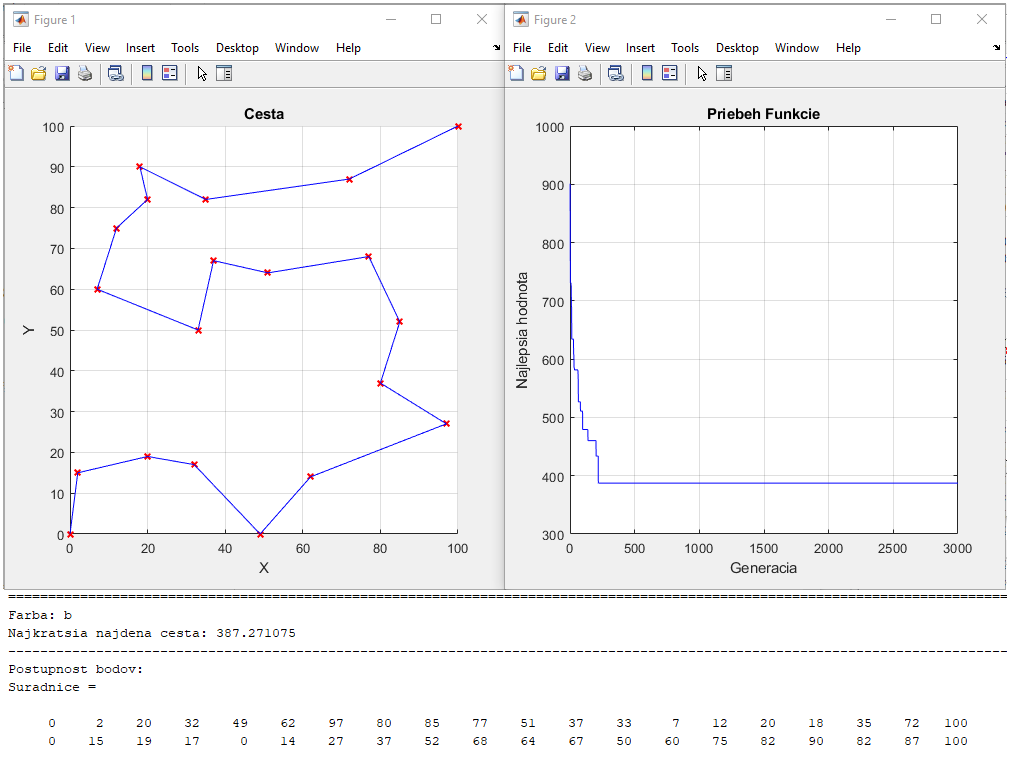 Figure 1
File Edit View Insert Tools Desktop Window Help
Cesta
100
90
80
70
60
50
40
30
20
10
0
Y
0 20 40 60 80 100
X
Figure 2
File Edit View Insert Tools Desktop Window Help
Priebeh Funkcie
1000
900
800
700
600
500
400
300
Najlepsia hodnota
0 500 1000 1500 2000 2500 3000
Generacia
Farba: b
Najkratsia najdena cesta: 387.271075
Postupnost bodov:
Suradnice =
0 2 20 32 49 62 97 80 85 77 51 37 33 7 12 20 18 35 72 100
0 15 19 17 0 14 27 37 52 68 64 67 50 60 75 82 90 82 87 100